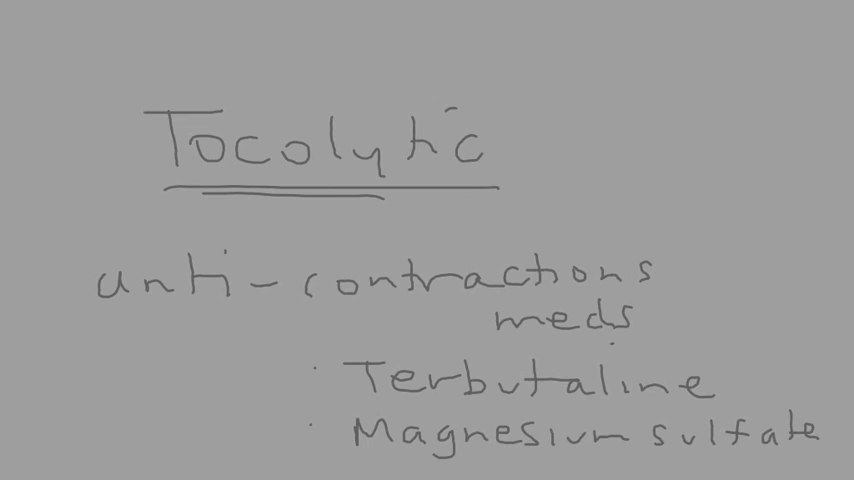 Tocolytic
anti-contractions
meds
· Terbutaline
· Magnesium sulfate